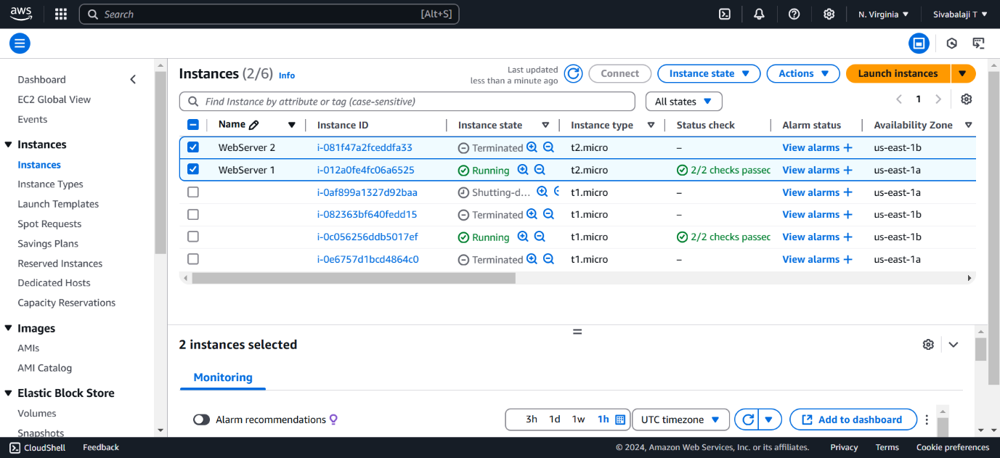 aws
Search [Alt+S]
N. Virginia Sivabalaji T
Dashboard
EC2 Global View
Events
Instances
Instances
Instance Types
Launch Templates
Spot Requests
Savings Plans
Reserved Instances
Dedicated Hosts
Capacity Reservations
Images
AMIs
AMI Catalog
Elastic Block Store
Volumes
Snapshots
Instances (2/6) Info
Last updated
less than a minute ago
Connect Instance state Actions Launch instances
Find Instance by attribute or tag (case-sensitive) All states 1
Name Instance ID Instance state Instance type Status check Alarm status Availability Zone
WebServer 2 i-081f47a2fceddfa33 Terminated t2.micro – View alarms + us-east-1b
WebServer 1 i-012a0fe4fc06a6525 Running t2.micro 2/2 checks passec View alarms + us-east-1a
i-0af899a1327d92baa Shutting-d... t1.micro – View alarms + us-east-1a
i-082363bf640fedd15 Terminated t1.micro – View alarms + us-east-1b
i-0c056256ddb5017ef Running t1.micro 2/2 checks passec View alarms + us-east-1b
i-0e6757d1bcd4864c0 Terminated t1.micro – View alarms + us-east-1a
2 instances selected
Monitoring
Alarm recommendations 3h 1d 1w 1h UTC timezone Add to dashboard
CloudShell Feedback © 2024, Amazon Web Services, Inc. or its affiliates. Privacy Terms Cookie preferences